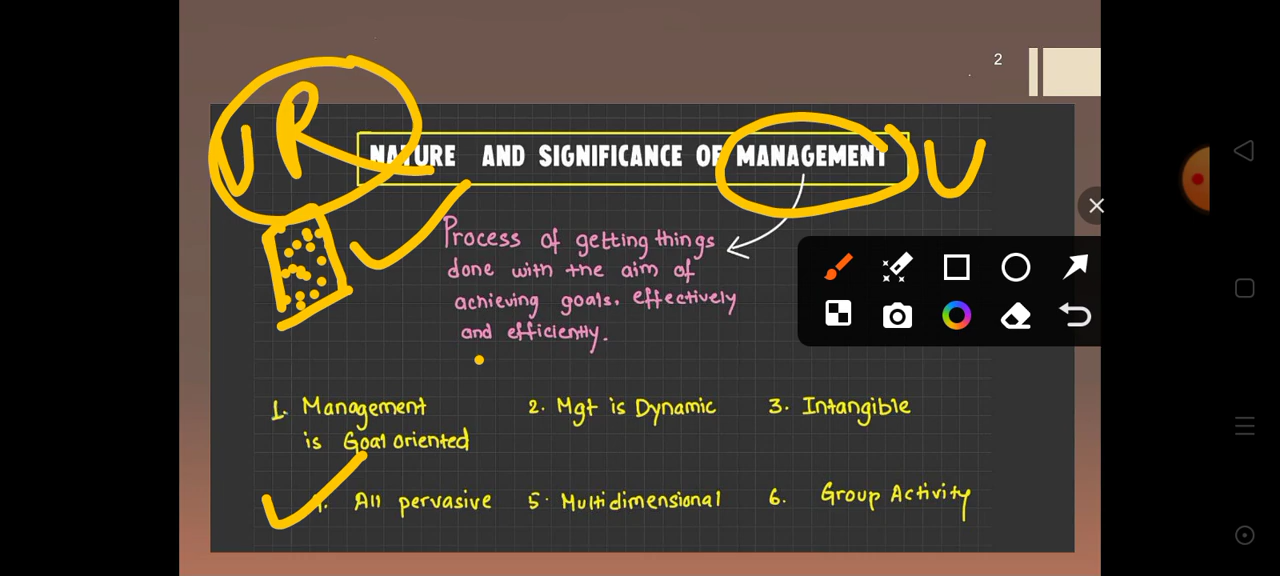 2
UR
NATURE AND SIGNIFICANCE OF MANAGEMENT
U
Process of getting things
done with the aim of
achieving goals, effectively
and efficiently.
1. Management
is Goal oriented
2. Mgt is Dynamic
3. Intangible
4. All pervasive
5. Multidimensional
6. Group Activity